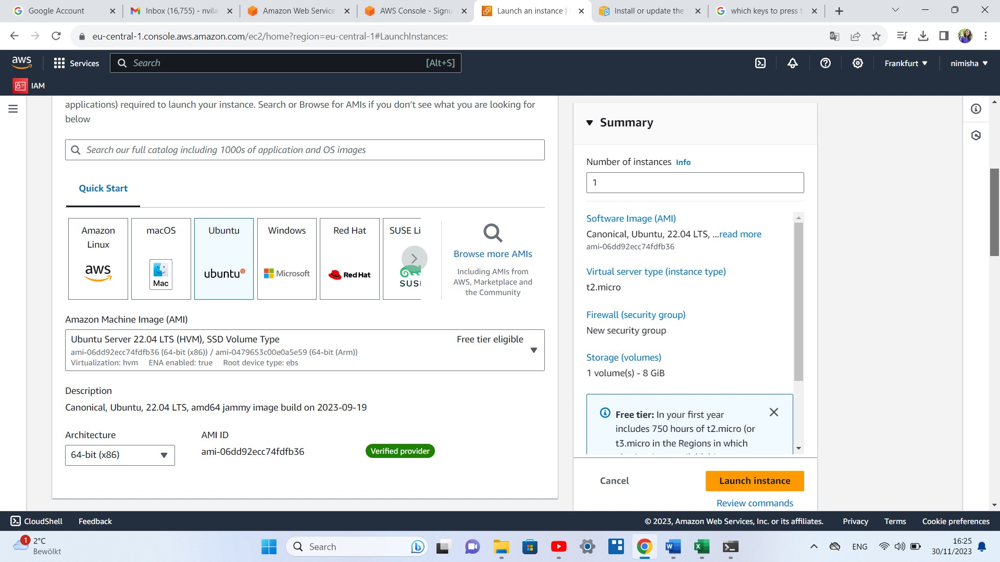 Google Account
Inbox (16,755) - nvila
Amazon Web Service
AWS Console - Signu
Launch an instance |
Install or update the
which keys to press t
eu-central-1.console.aws.amazon.com/ec2/home?region=eu-central-1#LaunchInstances:
aws
Services
Search
[Alt+S]
Frankfurt
nimisha
IAM
applications) required to launch your instance. Search or Browse for AMIs if you don’t see what you are looking for
below
Search our full catalog including 1000s of application and OS images
Quick Start
Amazon
Linux
aws
macOS
Mac
Ubuntu
ubuntu
Windows
Microsoft
Red Hat
Red Hat
SUSE Li
SUS
Browse more AMIs
Including AMIs from
AWS, Marketplace and
the Community
Amazon Machine Image (AMI)
Ubuntu Server 22.04 LTS (HVM), SSD Volume Type
Free tier eligible
ami-06dd92ecc74fdfb36 (64-bit (x86)) / ami-0479653c00e0a5e59 (64-bit (Arm))
Virtualization: hvm ENA enabled: true Root device type: ebs
Description
Canonical, Ubuntu, 22.04 LTS, amd64 jammy image build on 2023-09-19
Architecture
64-bit (x86)
AMI ID
ami-06dd92ecc74fdfb36
Verified provider
Summary
Number of instances Info
1
Software Image (AMI)
Canonical, Ubuntu, 22.04 LTS, ...read more
ami-06dd92ecc74fdfb36
Virtual server type (instance type)
t2.micro
Firewall (security group)
New security group
Storage (volumes)
1 volume(s) - 8 GiB
Free tier: In your first year
includes 750 hours of t2.micro (or
t3.micro in the Regions in which
Cancel
Launch instance
Review commands
CloudShell
Feedback
© 2023, Amazon Web Services, Inc. or its affiliates.
Privacy
Terms
Cookie preferences
1
2°C
Bewölkt
Search
ENG
16:25
30/11/2023